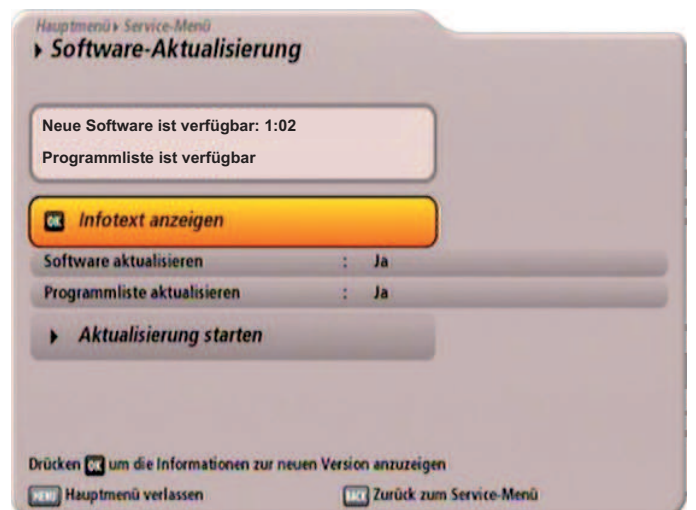 Hauptmenü Service-Menü
Software-Aktualisierung
Neue Software ist verfügbar: 1:02
Programmliste ist verfügbar
OK Infotext anzeigen
Software aktualisieren : Ja
Programmliste aktualisieren : Ja
Aktualisierung starten
Drücken OK um die Informationen zur neuen Version anzuzeigen
MENU Hauptmenü verlassen BACK Zurück zum Service-Menü